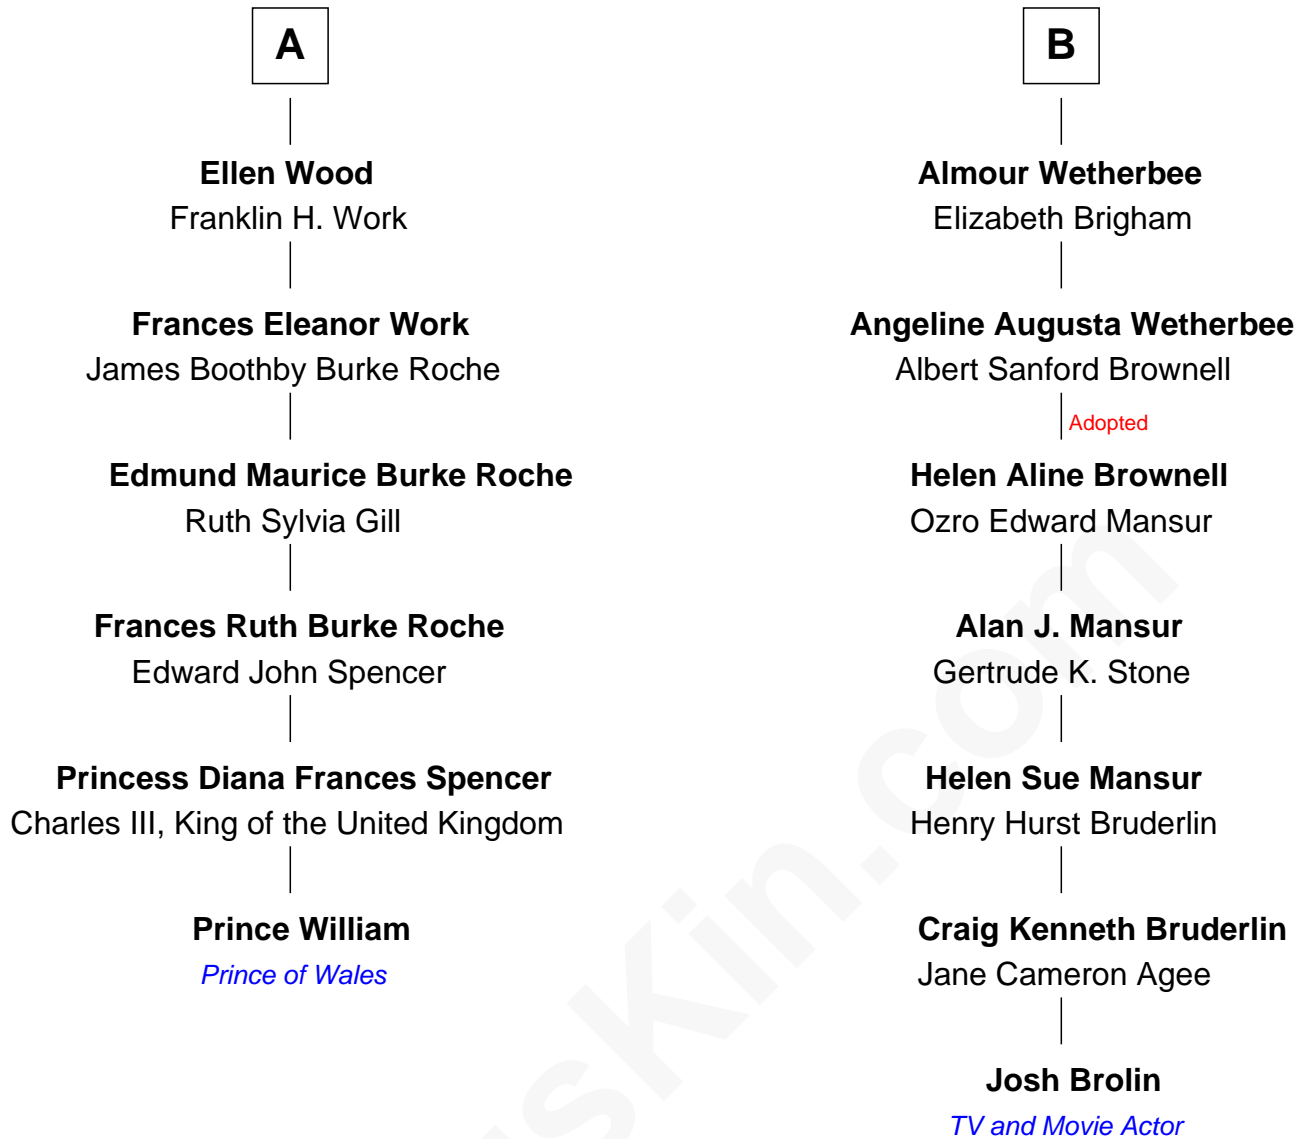 A
Ellen Wood
Franklin H. Work
Frances Eleanor Work
James Boothby Burke Roche
Edmund Maurice Burke Roche
Ruth Sylvia Gill
Frances Ruth Burke Roche
Edward John Spencer
Princess Diana Frances Spencer
Charles III, King of the United Kingdom
Prince William
Prince of Wales
B
Almour Wetherbee
Elizabeth Brigham
Angeline Augusta Wetherbee
Albert Sanford Brownell
Adopted
Helen Aline Brownell
Ozro Edward Mansur
Alan J. Mansur
Gertrude K. Stone
Helen Sue Mansur
Henry Hurst Bruderlin
Craig Kenneth Bruderlin
Jane Cameron Agee
Josh Brolin
TV and Movie Actor
usKin.com